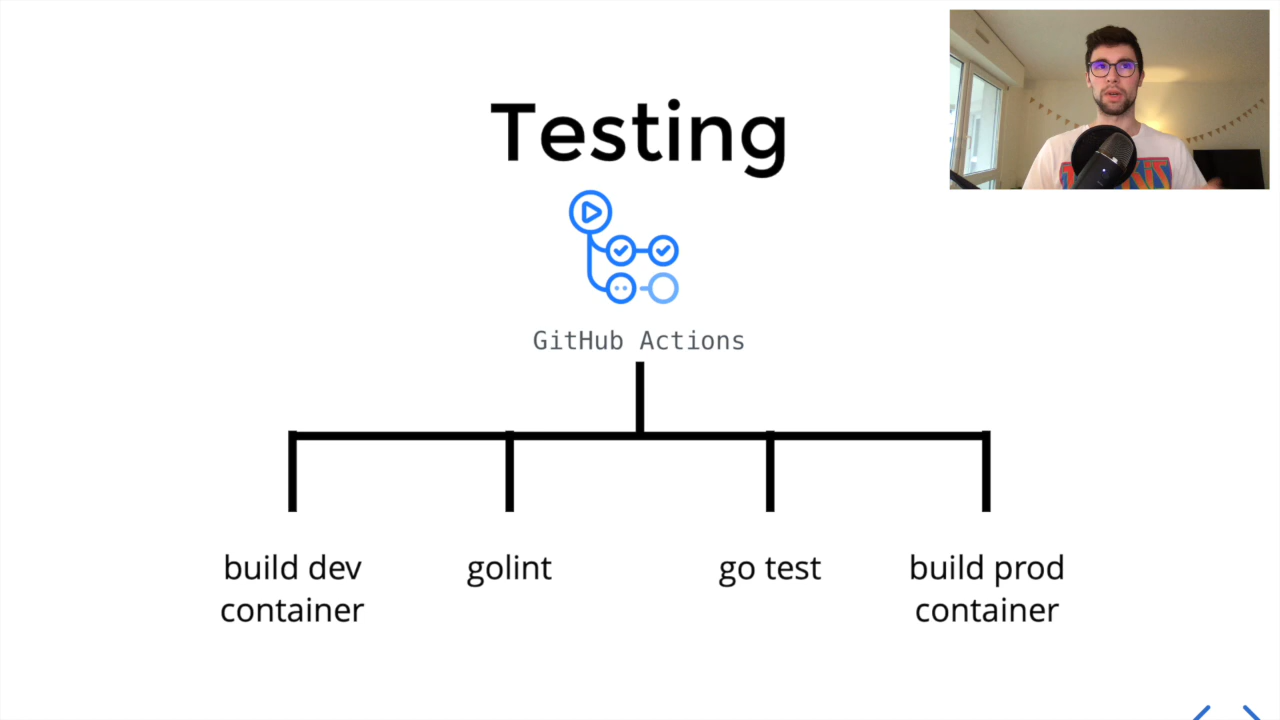 Testing
GitHub Actions
build dev
container
golint
go test
build prod
container